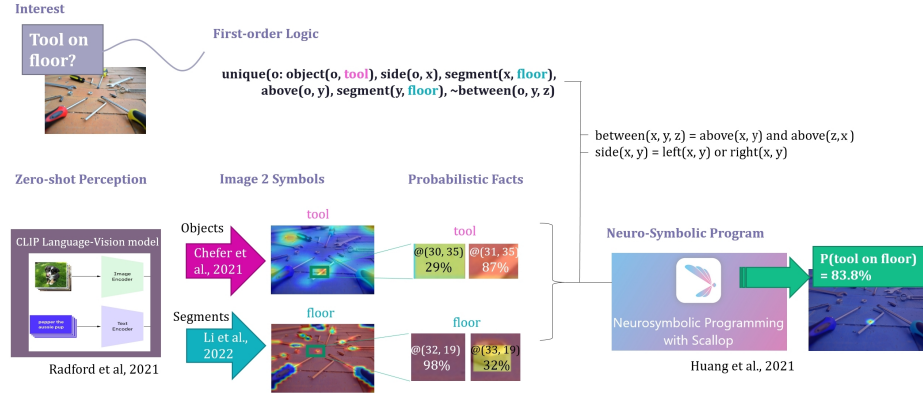 Interest
Tool on
floor?
First-order Logic
unique(o: object(o, tool), side(o, x), segment(x, floor),
above(o, y), segment(y, floor), ~between(o, y, z)
between(x, y, z) = above(x, y) and above(z,x)
side(x, y) = left(x, y) or right(x, y)
Zero-shot Perception
Image 2 Symbols
Probabilistic Facts
CLIP Language-Vision model
Image
Encoder
pepper the
aussie pup
Text
Encoder
Radford et al, 2021
Objects
Chefer et
al., 2021
tool
tool
@(30, 35)
29%
@(31, 35)
87%
Segments
Li et al.,
2022
floor
floor
@(32, 19)
98%
@(33, 19)
32%
Neuro-Symbolic Program
Neurosymbolic Programming
with Scallop
P(tool on floor)
= 83.8%
Huang et al., 2021